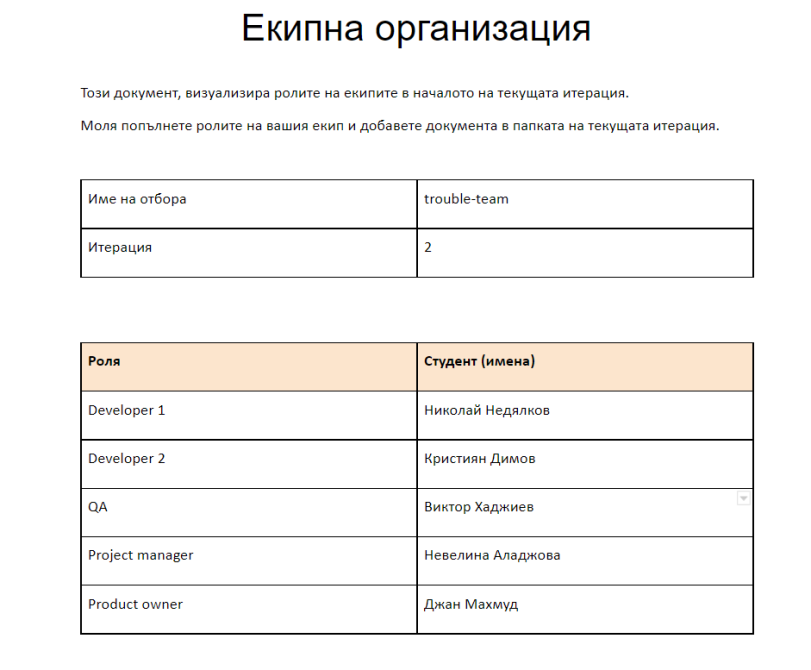 Екипна организация
Този документ, визуализира ролите на екипите в началото на текущата итерация.
Моля попълнете ролите на вашия екип и добавете документа в папката на текущата итерация.
Име на отбора trouble-team
Итерация 2
Роля Студент (имена)
Developer 1 Николай Недялков
Developer 2 Кристиян Димов
QA Виктор Хаджиев
Project manager Невелина Аладжова
Product owner Джан Махмуд